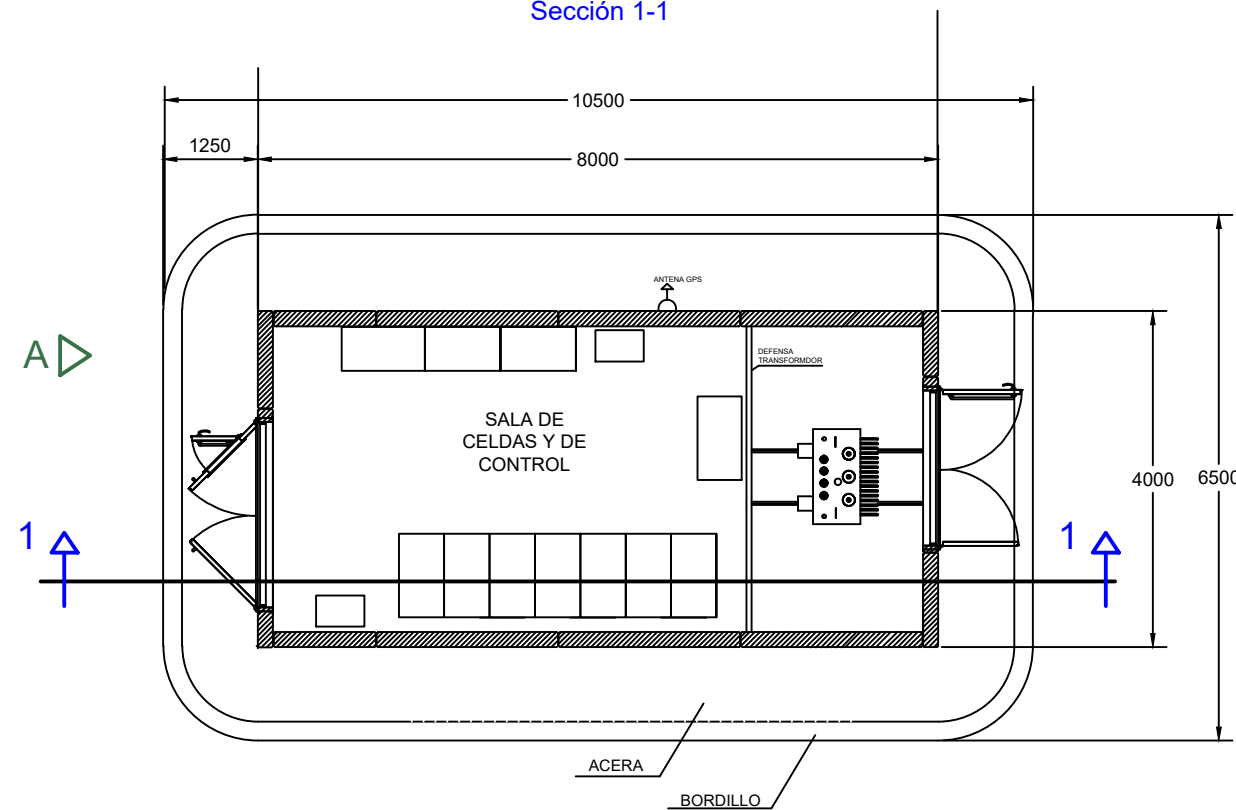 Sección 1-1
10500
1250
8000
ANTENA GPS
A
DEFENSA
TRANSFORMDOR
SALA DE
CELDAS Y DE
CONTROL
4000
6500
1
1
ACERA
BORDILLO